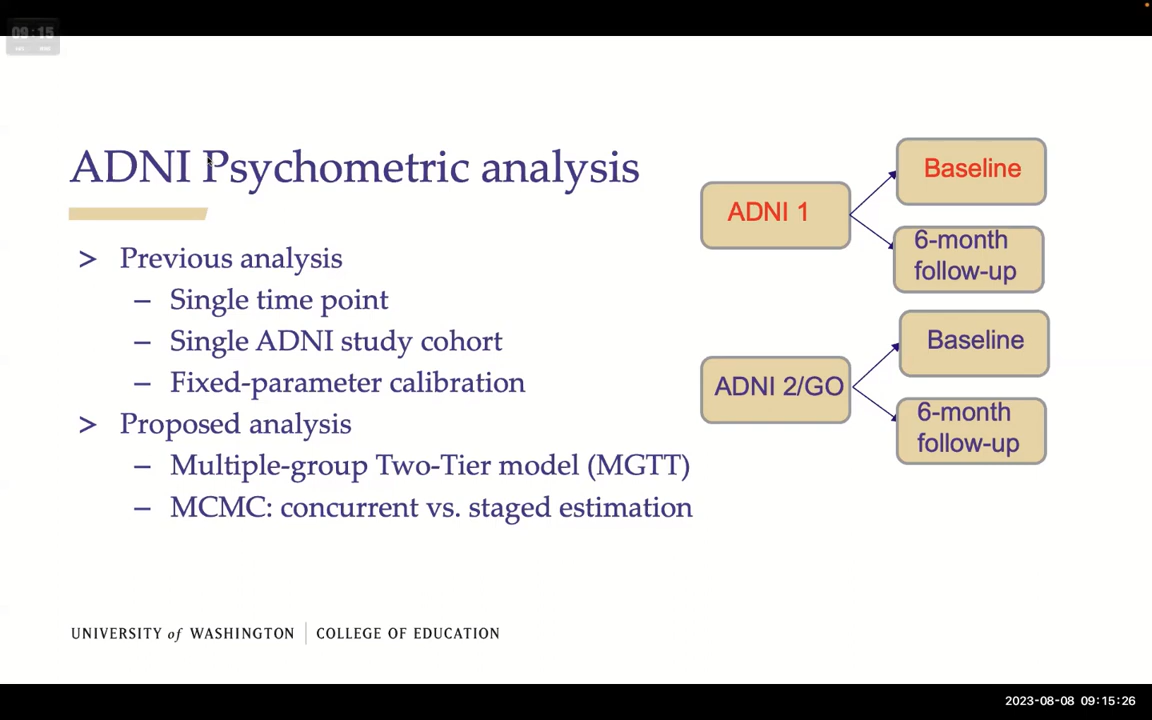 09:15
ADNI Psychometric analysis
> Previous analysis
– Single time point
– Single ADNI study cohort
– Fixed-parameter calibration
> Proposed analysis
– Multiple-group Two-Tier model (MGTT)
– MCMC: concurrent vs. staged estimation
ADNI 1
Baseline
6-month
follow-up
ADNI 2/GO
Baseline
6-month
follow-up
UNIVERSITY of WASHINGTON | COLLEGE OF EDUCATION
2023-08-08 09:15:26